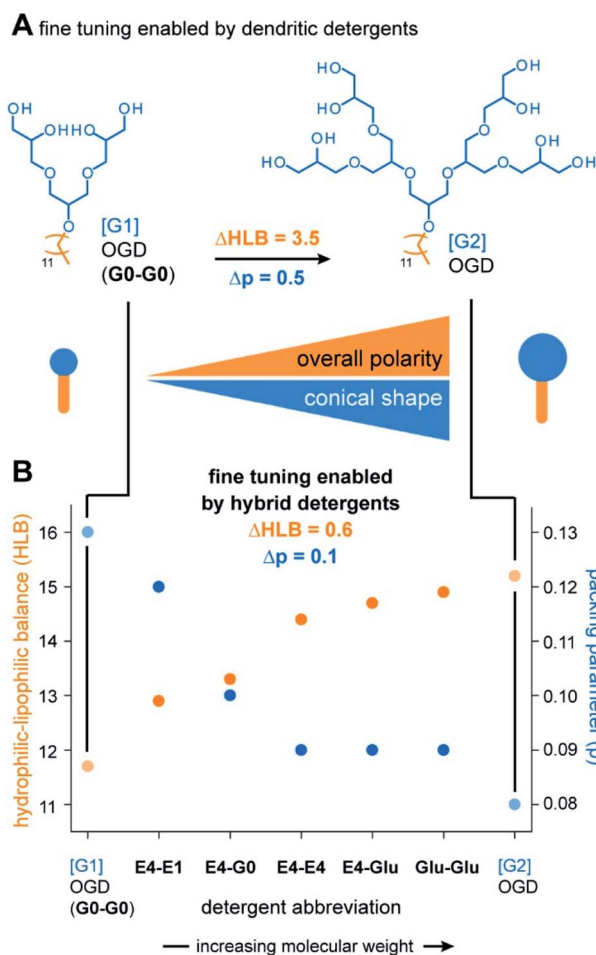 A fine tuning enabled by dendritic detergents
OH
HO
OHHO
OH
O
O
O
11
[G1]
OGD
(G0-G0)
ΔHLB = 3.5
Δp = 0.5
HO
HO
HO
HO
HO
O
O
O
O
O
O
O
OH
OH
OH
OH
11
[G2]
OGD
overall polarity
conical shape
B
fine tuning enabled
by hybrid detergents
ΔHLB = 0.6
Δp = 0.1
hydrophilic-lipophilic balance (HLB)
16
15
14
13
12
11
0.13
0.12
0.11
0.10
0.09
0.08
packing parameter (p)
[G1]
OGD
(G0-G0)
E4-E1
E4-G0
E4-E4
E4-Glu
Glu-Glu
[G2]
OGD
detergent abbreviation
increasing molecular weight